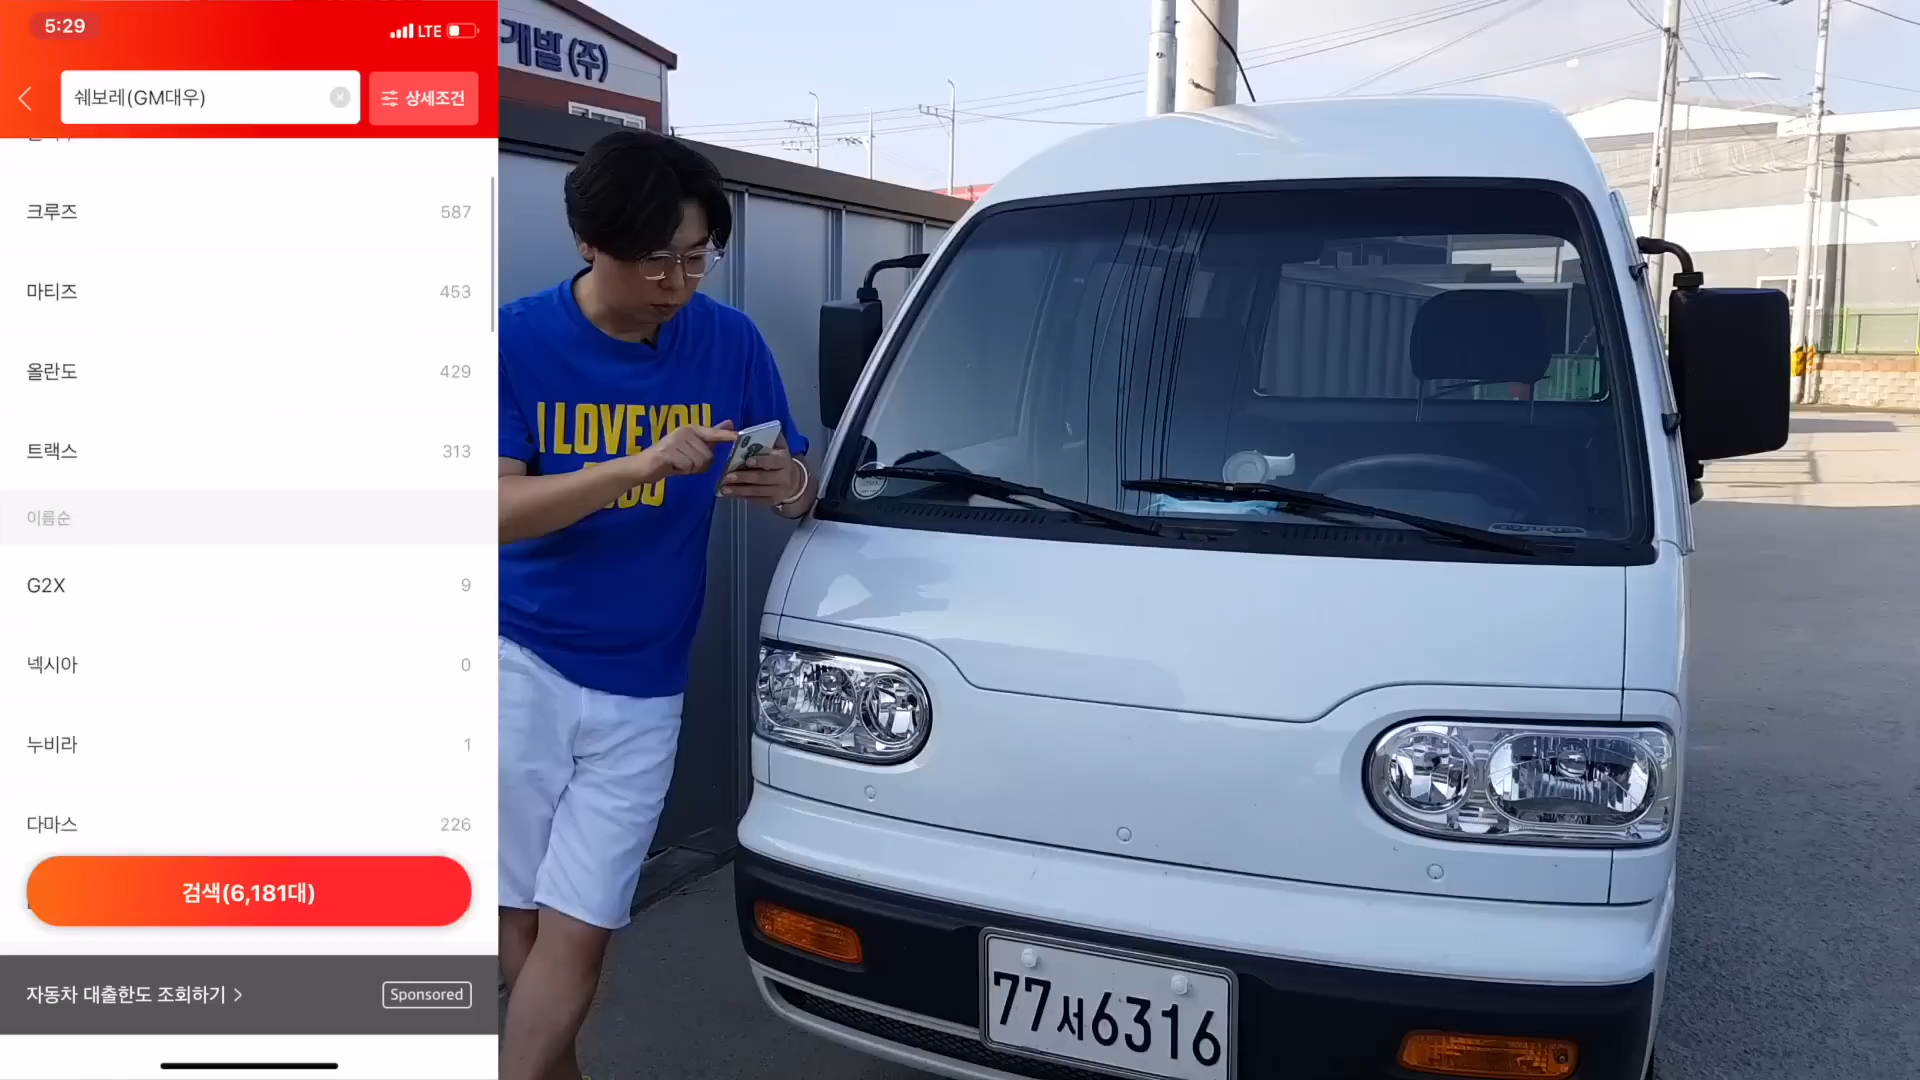 5:29
LTE
쉐보레(GM대우)
상세조건
크루즈
587
마티즈
453
올란도
429
트랙스
313
이름순
G2X
9
넥시아
0
누비라
1
다마스
226
검색(6,181대)
자동차 대출한도 조회하기 >
Sponsored
개발(주)
I LOVE YOU
77서6316